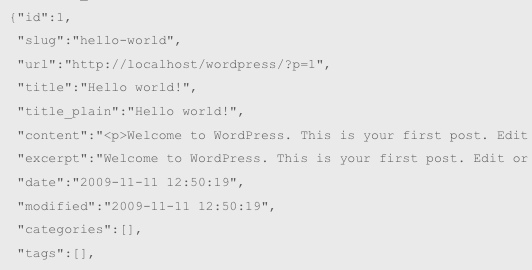 {"id":1,
"slug":"hello-world",
"url":"http://localhost/wordpress/?p=1",
"title":"Hello world!",
"title_plain":"Hello world!",
"content":"<p>Welcome to WordPress. This is your first post. Edit
"excerpt":"Welcome to WordPress. This is your first post. Edit or
"date":"2009-11-11 12:50:19",
"modified":"2009-11-11 12:50:19",
"categories":[],
"tags":[],